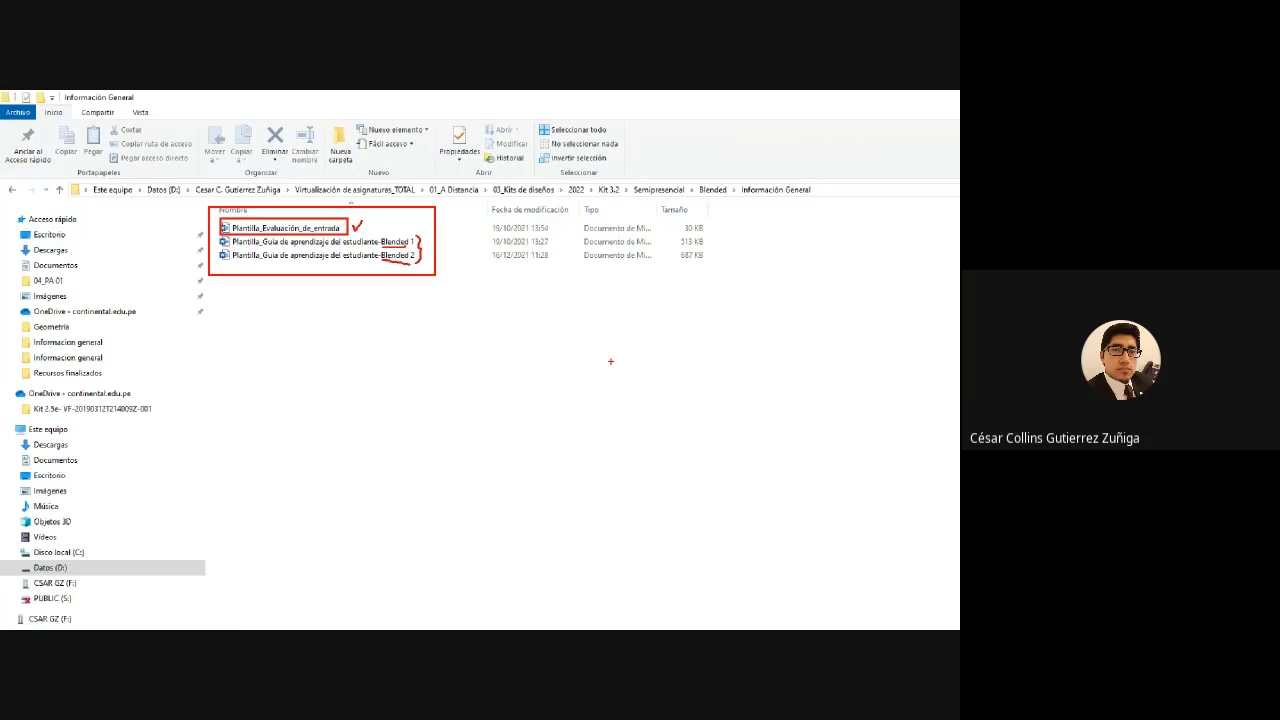 Información General
Archivo Inicio Compartir Vista
Anclar al Acceso rápido
Copiar
Pegar
Cortar
Copiar ruta de acceso
Pegar acceso directo
Portapapeles
Mover a
Copiar a
Eliminar
Cambiar nombre
Organizar
Nueva carpeta
Nuevo elemento
Fácil acceso
Nuevo
Propiedades
Abrir
Modificar
Historial
Abrir
Seleccionar todo
No seleccionar nada
Invertir selección
Seleccionar
Este equipo > Datos (D:) > Cesar C. Gutierrez Zuñiga > Virtualización de asignaturas_TOTAL > 01_A Distancia > 03_Kits de diseños > 2022 > Kit 3.2 > Semipresencial > Blended > Información General
Nombre Fecha de modificación Tipo Tamaño
Plantilla_Evaluación_de_entrada 19/10/2021 13:54 Documento de Mi... 30 KB
Plantilla_Guia de aprendizaje del estudiante-Blended 1 19/10/2021 13:27 Documento de Mi... 513 KB
Plantilla_Guia de aprendizaje del estudiante-Blended 2 16/12/2021 11:28 Documento de Mi... 687 KB
Acceso rápido
Escritorio
Descargas
Documentos
04_PA 01
Imágenes
OneDrive - continental.edu.pe
Geometría
Informacion general
Informacion general
Recursos finalizados
OneDrive - continental.edu.pe
Kit 2.5e- VF-20190312T214009Z-001
Este equipo
Descargas
Documentos
Escritorio
Imágenes
Música
Objetos 3D
Vídeos
Disco local (C:)
Datos (D:)
CSAR GZ (F:)
PUBLIC (S:)
CSAR GZ (F:)
César Collins Gutierrez Zuñiga